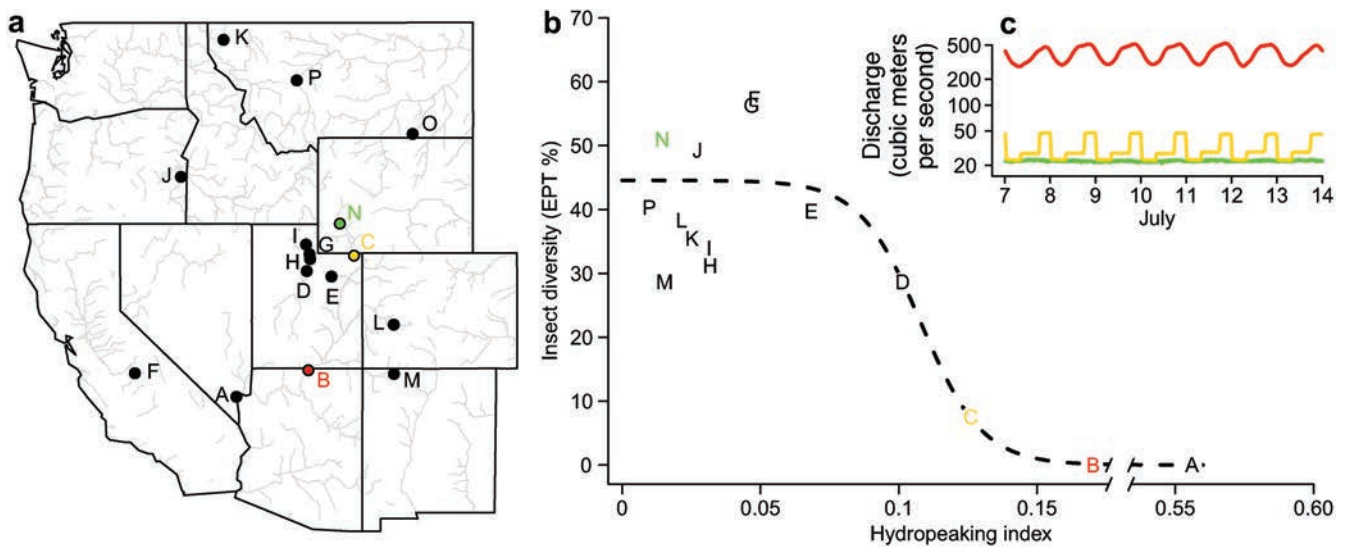 a
K
P
O
J
N
I
G
C
H
D
E
L
F
B
M
A
b
Insect diversity (EPT %)
70
60
50
40
30
20
10
0
F
G
N
J
P
L
K
I
H
M
E
D
C
B
A
0
0.05
0.1
0.15
0.55
0.60
Hydropeaking index
c
Discharge
(cubic meters
per second)
500
200
100
50
20
7
8
9
10
11
12
13
14
July